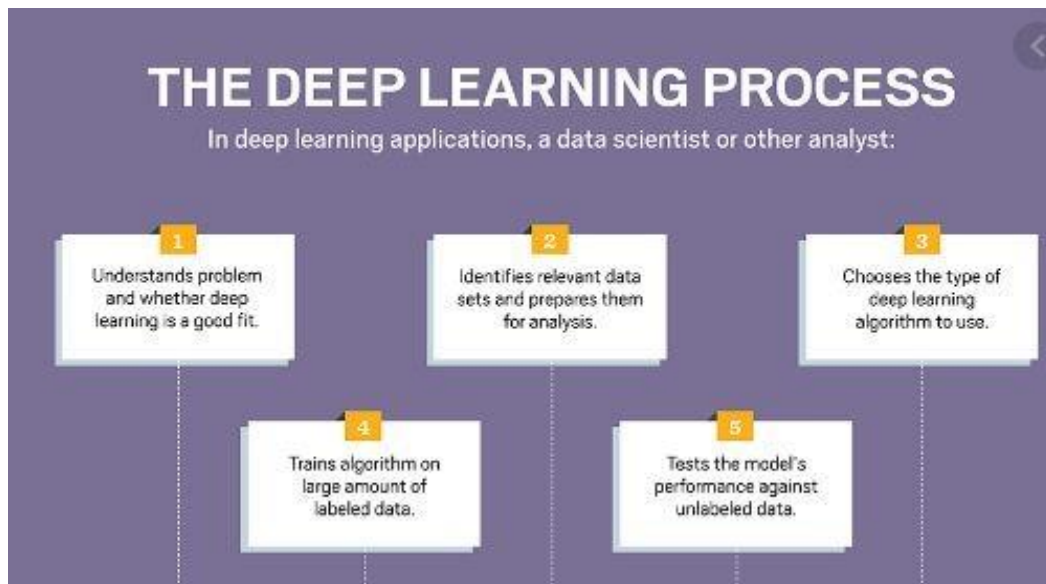 THE DEEP LEARNING PROCESS
In deep learning applications, a data scientist or other analyst:
1
Understands problem
and whether deep
learning is a good fit.
2
Identifies relevant data
sets and prepares them
for analysis.
3
Chooses the type of
deep learning
algorithm to use.
4
Trains algorithm on
large amount of
labeled data.
5
Tests the model's
performance against
unlabeled data.